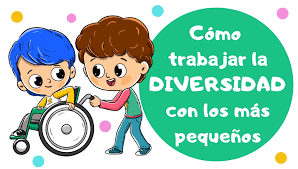 Cómo
trabajar la
DIVERSIDAD
con los más
pequeños